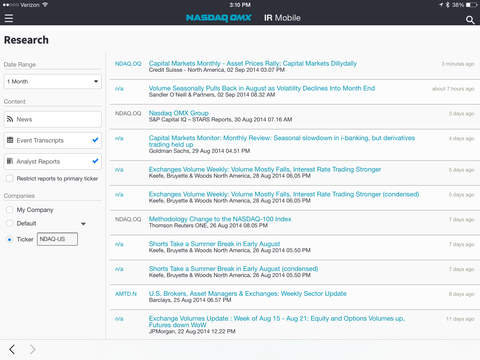 Verizon 3:10 PM 38%
NASDAQ OMX IR Mobile
Research
Date Range
1 Month
Content
News
Event Transcripts
Analyst Reports
Restrict reports to primary ticker
Companies
My Company
Default
Ticker NDAQ-US
NDAQ.OQ Capital Markets Monthly - Asset Prices Rally; Capital Markets Dillydally 3 minutes ago
Credit Suisse - North America, 02 Sep 2014 03.07 PM
n/a Volume Seasonally Pulls Back in August as Volatility Declines Into Month End about 7 hours ago
Sandler O Neill & Partners, 02 Sep 2014 08.32 AM
NDAQ.OQ Nasdaq OMX Group 3 days ago
S&P Capital IQ – STARS Reports, 30 Aug 2014 07.16 AM
n/a Capital Markets Monitor: Monthly Review: Seasonal slowdown in i-banking, but derivatives 4 days ago
trading held up
Goldman Sachs, 29 Aug 2014 04.51 PM
n/a Exchanges Volume Weekly: Volume Mostly Falls, Interest Rate Trading Stronger 5 days ago
Keefe, Bruyette & Woods North America, 28 Aug 2014 06.05 PM
n/a Exchanges Volume Weekly: Volume Mostly Falls, Interest Rate Trading Stronger (condensed) 5 days ago
Keefe, Bruyette & Woods North America, 28 Aug 2014 06.05 PM
NDAQ.OQ Methodology Change to the NASDAQ-100 Index 7 days ago
Thomson Reuters ONE, 26 Aug 2014 08.05 PM
n/a Shorts Take a Summer Break in Early August 7 days ago
Keefe, Bruyette & Woods North America, 26 Aug 2014 05.50 PM
n/a Shorts Take a Summer Break in Early August (condensed) 7 days ago
Keefe, Bruyette & Woods North America, 26 Aug 2014 05.50 PM
AMTD.N U.S. Brokers, Asset Managers & Exchanges: Weekly Sector Update 8 days ago
Barclays, 25 Aug 2014 06.57 PM
n/a Exchange Volumes Update : Week of Aug 15 - Aug 21: Equity and Options Volumes up, 11 days ago
Futures down WoW
JPMorgan, 22 Aug 2014 12.22 PM